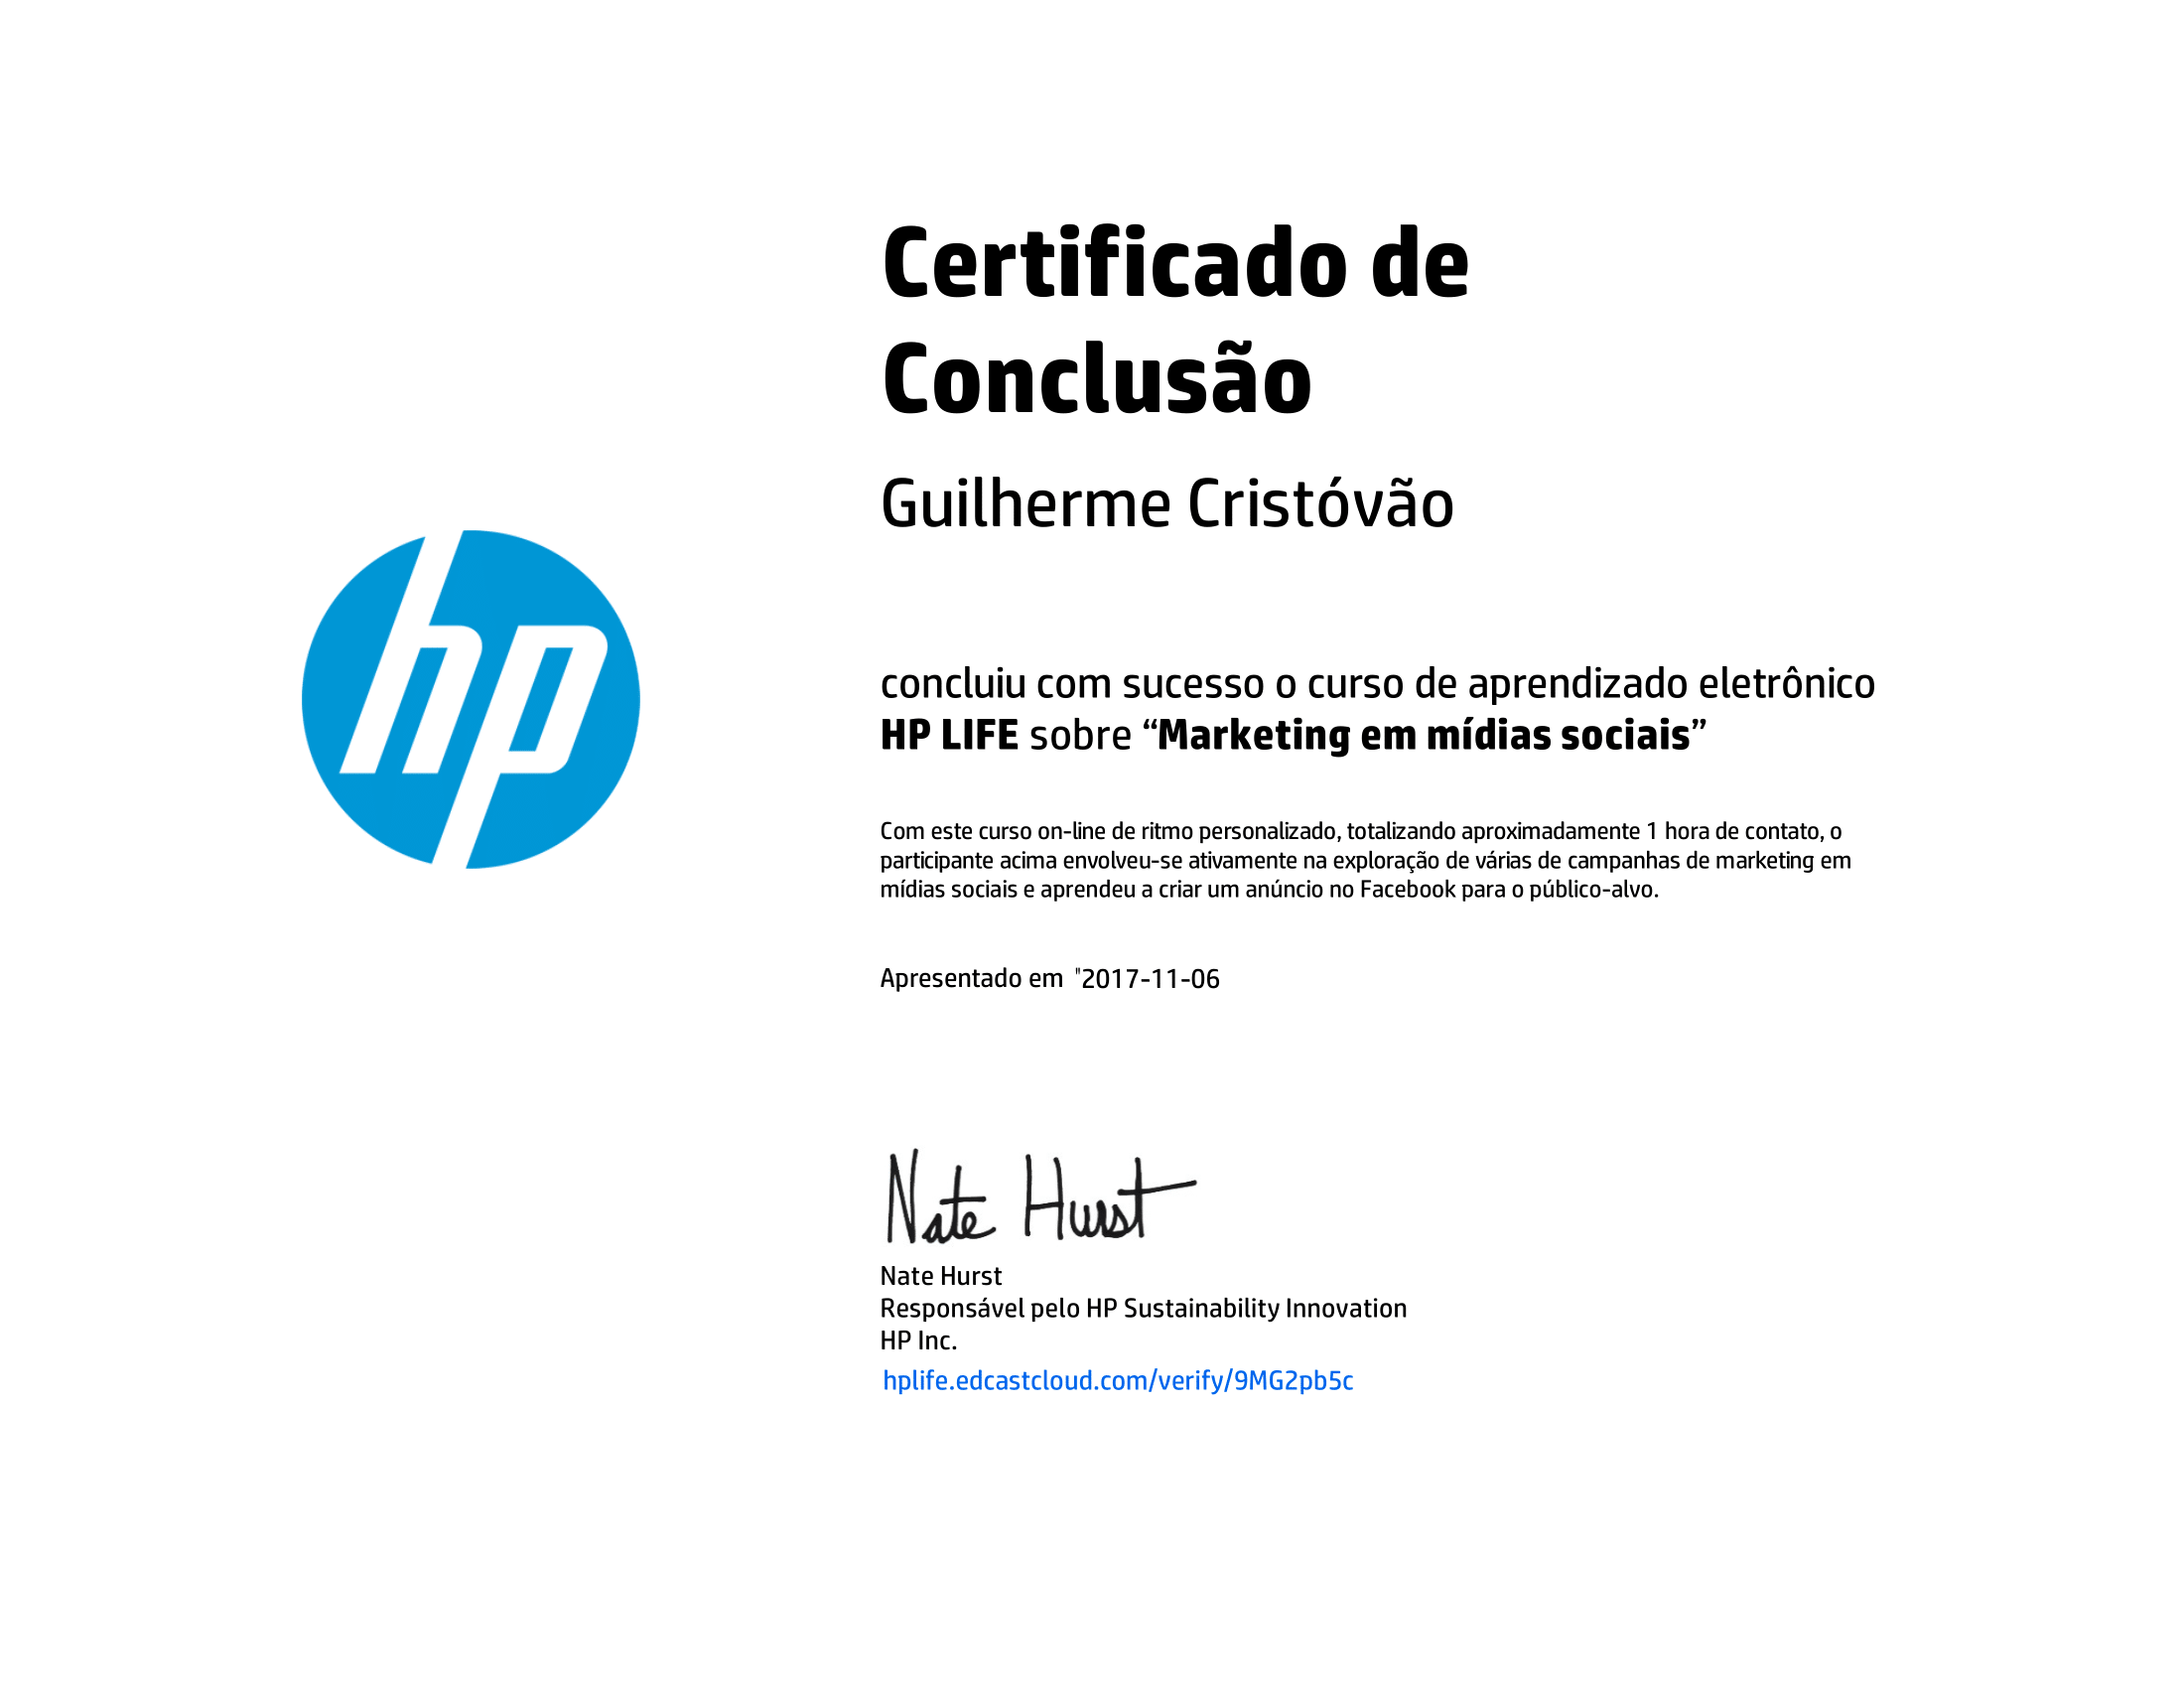 Certificado de
Conclusão
Guilherme Cristóvão
hp
concluiu com sucesso o curso de aprendizado eletrônico
HP LIFE sobre “Marketing em mídias sociais”
Com este curso on-line de ritmo personalizado, totalizando aproximadamente 1 hora de contato, o
participante acima envolveu-se ativamente na exploração de várias de campanhas de marketing em
mídias sociais e aprendeu a criar um anúncio no Facebook para o público-alvo.
Apresentado em "2017-11-06
Nate Hurst
Nate Hurst
Responsável pelo HP Sustainability Innovation
HP Inc.
hplife.edcastcloud.com/verify/9MG2pb5c